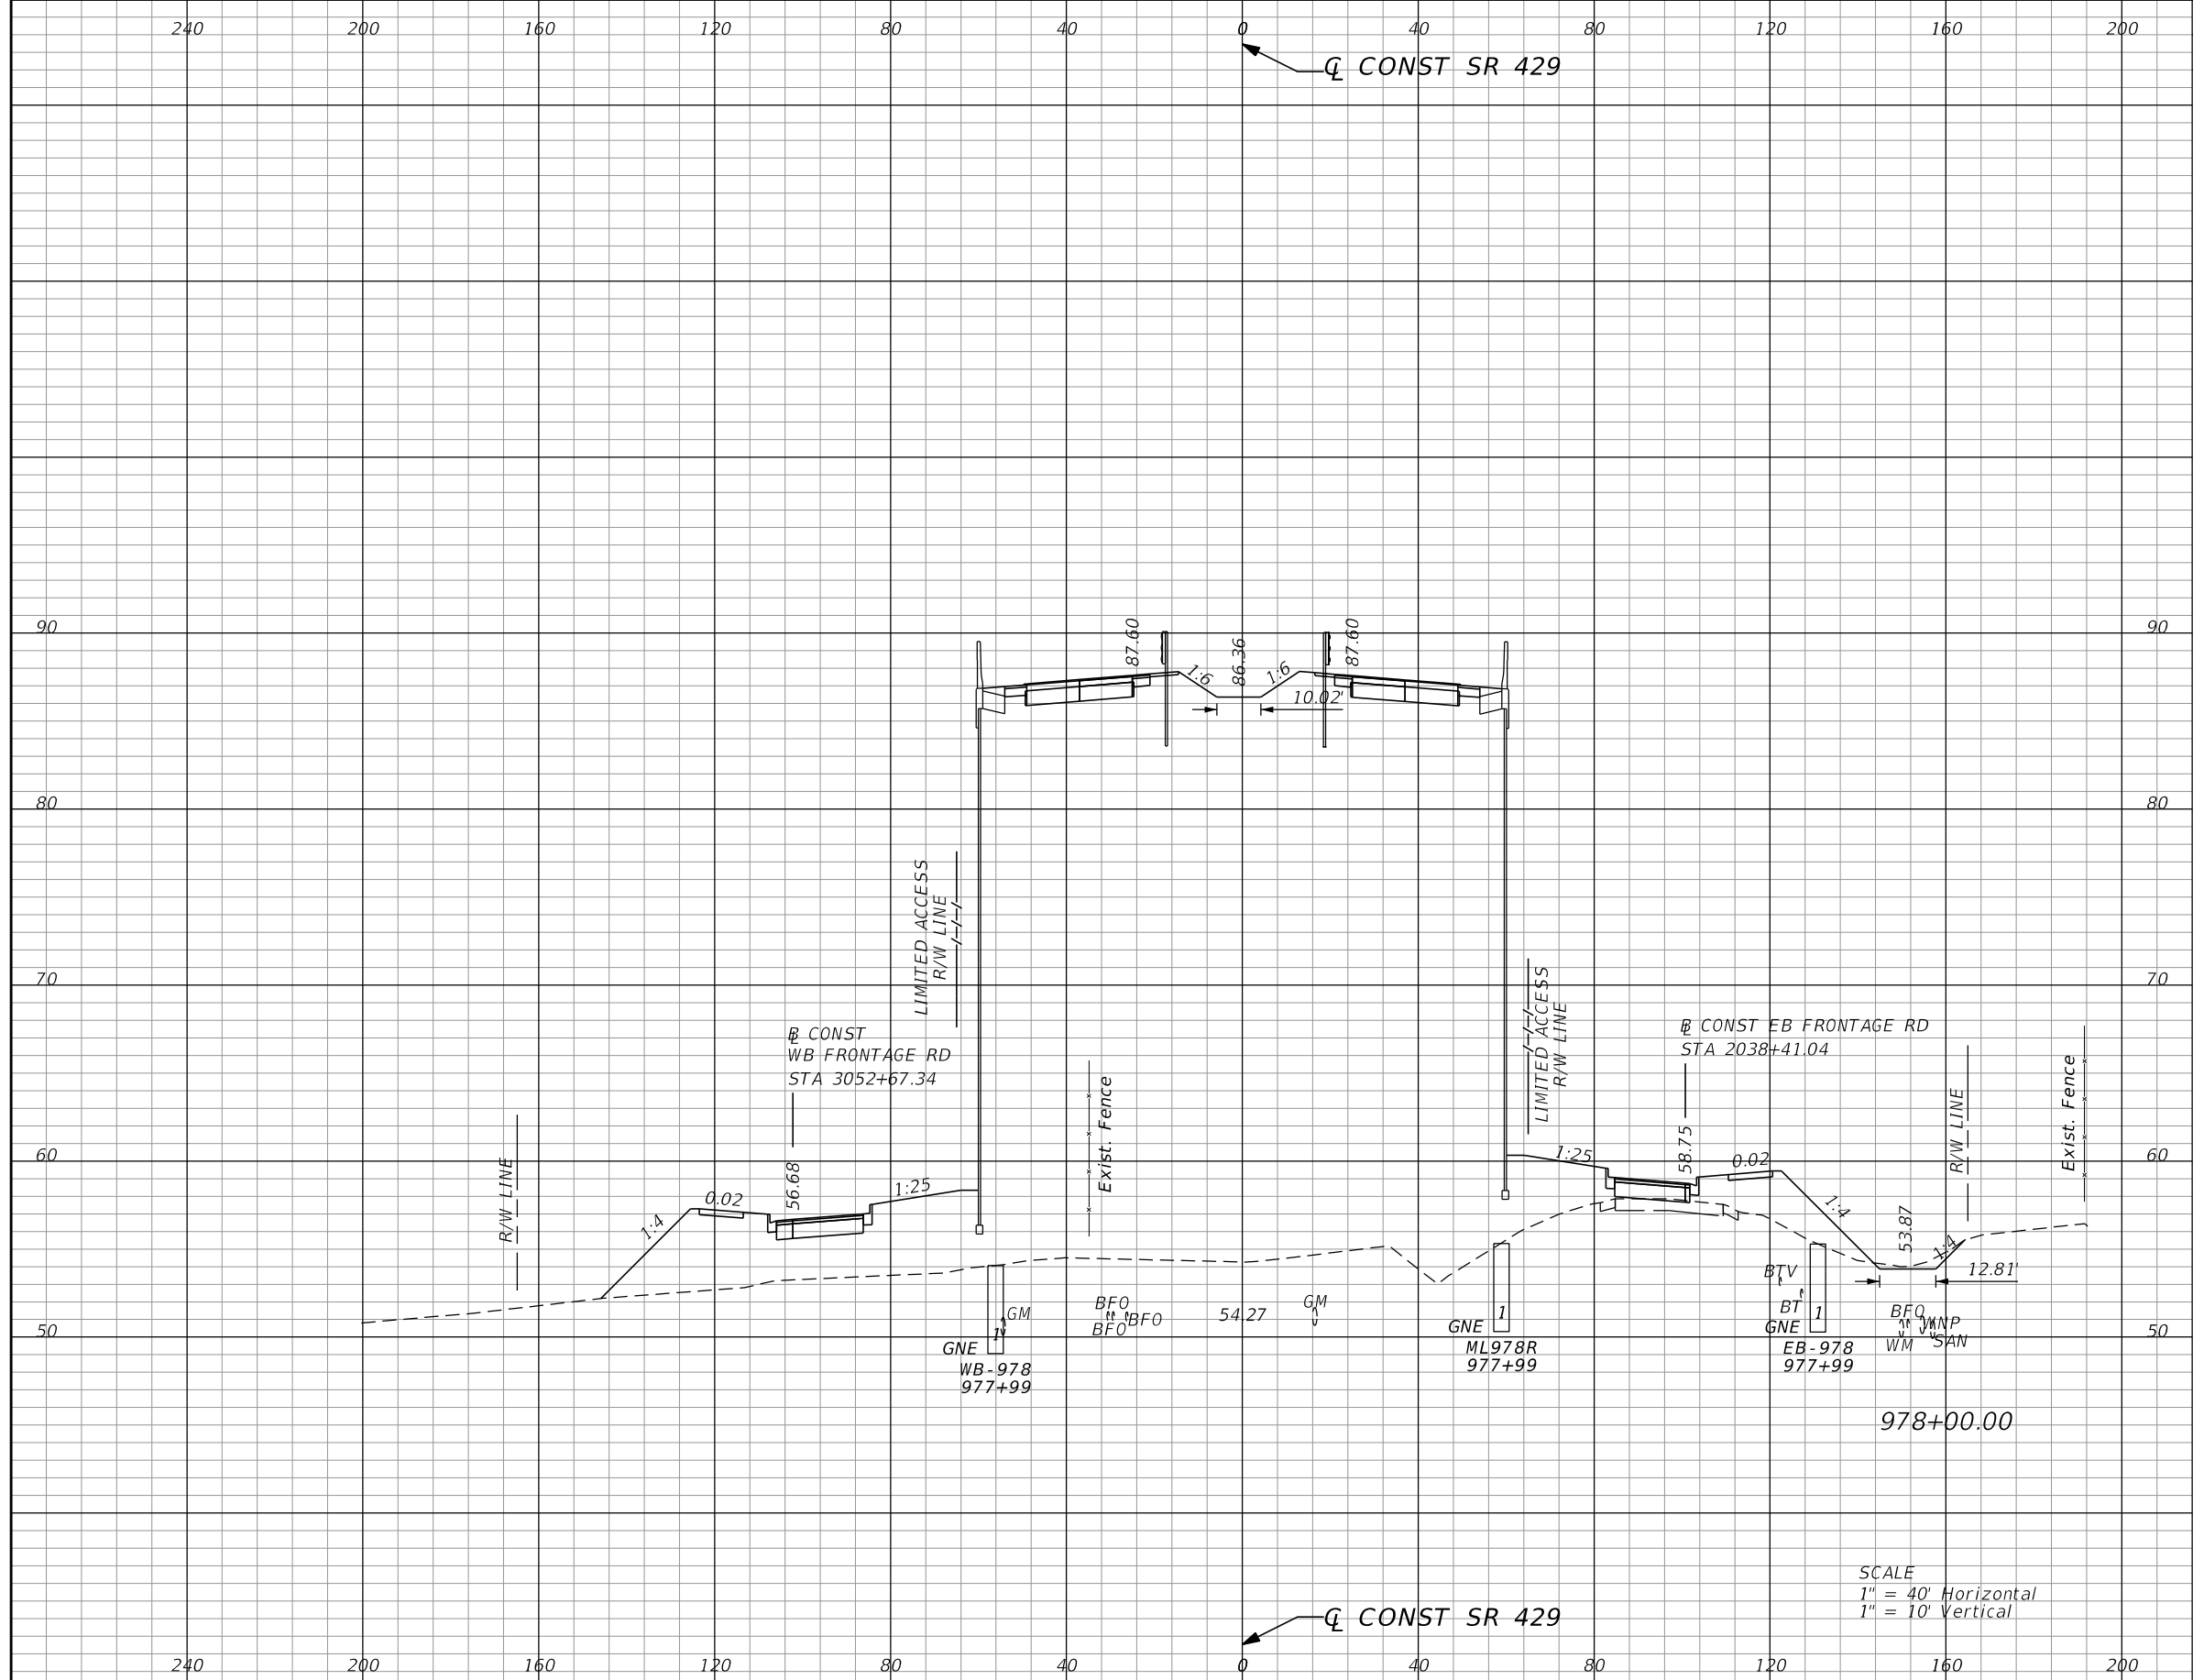 240 200 160 120 80 40 0 40 80 120 160 200
℄ CONST SR 429
90 90
87.60
86.36
87.60
1:6
1:6
10.02'
80 80
LIMITED ACCESS
R/W LINE
70 70
LIMITED ACCESS
R/W LINE
BL CONST
WB FRONTAGE RD
STA 3052+67.34
BL CONST EB FRONTAGE RD
STA 2038+41.04
R/W LINE
Exist. Fence
R/W LINE
Exist. Fence
60 60
56.68
58.75
1:4
0.02
1:25
1:25
0.02
1:4
53.87
1:4
12.81'
50 50
GM
BFO
BFO
BFO
54.27
GM
BTV
BT
BFO
WNP
WM
SAN
1
GNE
WB-978
977+99
1
GNE
ML978R
977+99
1
GNE
EB-978
977+99
978+00.00
SCALE
1" = 40' Horizontal
1" = 10' Vertical
℄ CONST SR 429
240 200 160 120 80 40 0 40 80 120 160 200